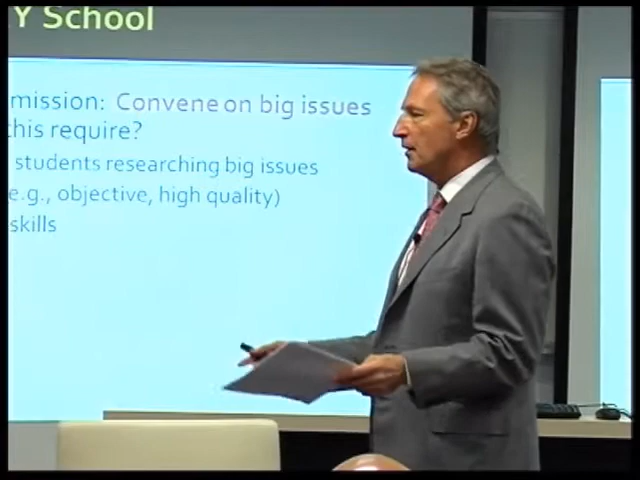 Y School
mission: Convene on big issues
this require?
students researching big issues
e.g., objective, high quality)
skills